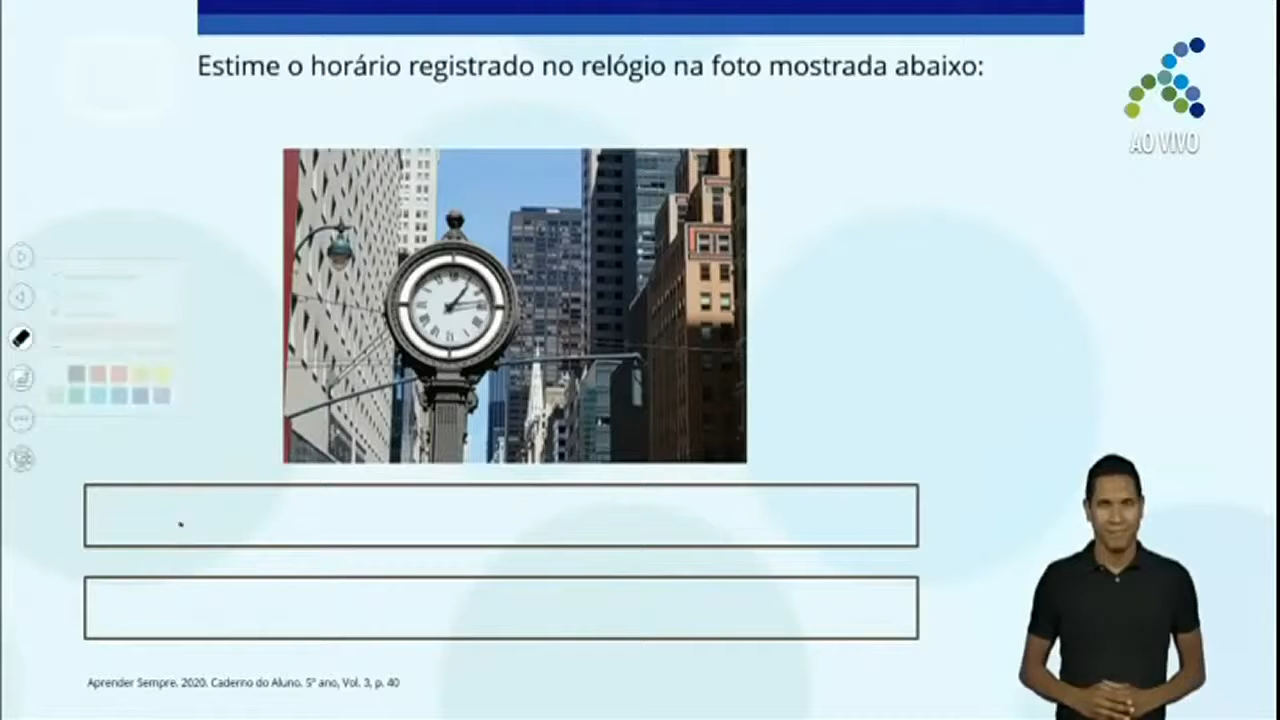 Estime o horário registrado no relógio na foto mostrada abaixo:
AO VIVO
Aprender Sempre. 2020. Caderno do Aluno. 5º ano, Vol. 3, p. 40